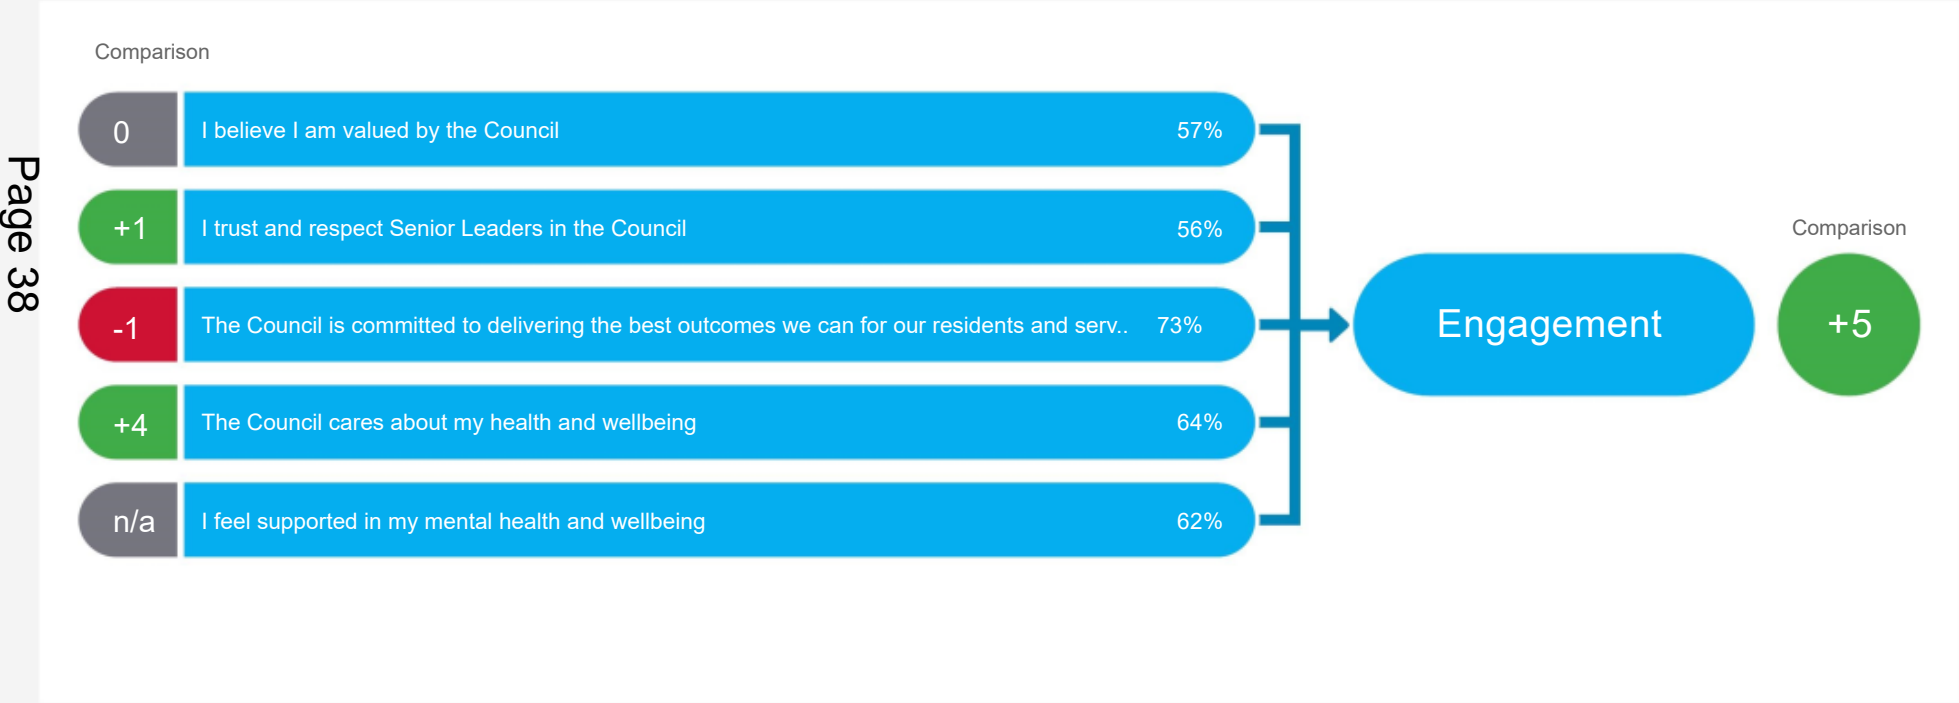 Page 38
Comparison
0 I believe I am valued by the Council 57%
+1 I trust and respect Senior Leaders in the Council 56%
-1 The Council is committed to delivering the best outcomes we can for our residents and serv.. 73%
+4 The Council cares about my health and wellbeing 64%
n/a I feel supported in my mental health and wellbeing 62%
Engagement
Comparison
+5